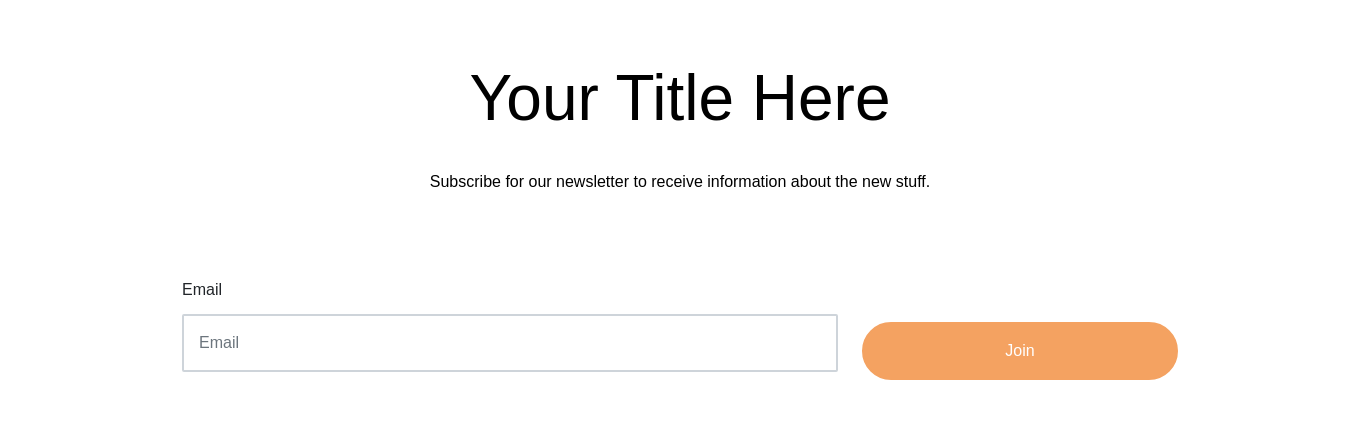 Your Title Here
Subscribe for our newsletter to receive information about the new stuff.
Email
Email
Join